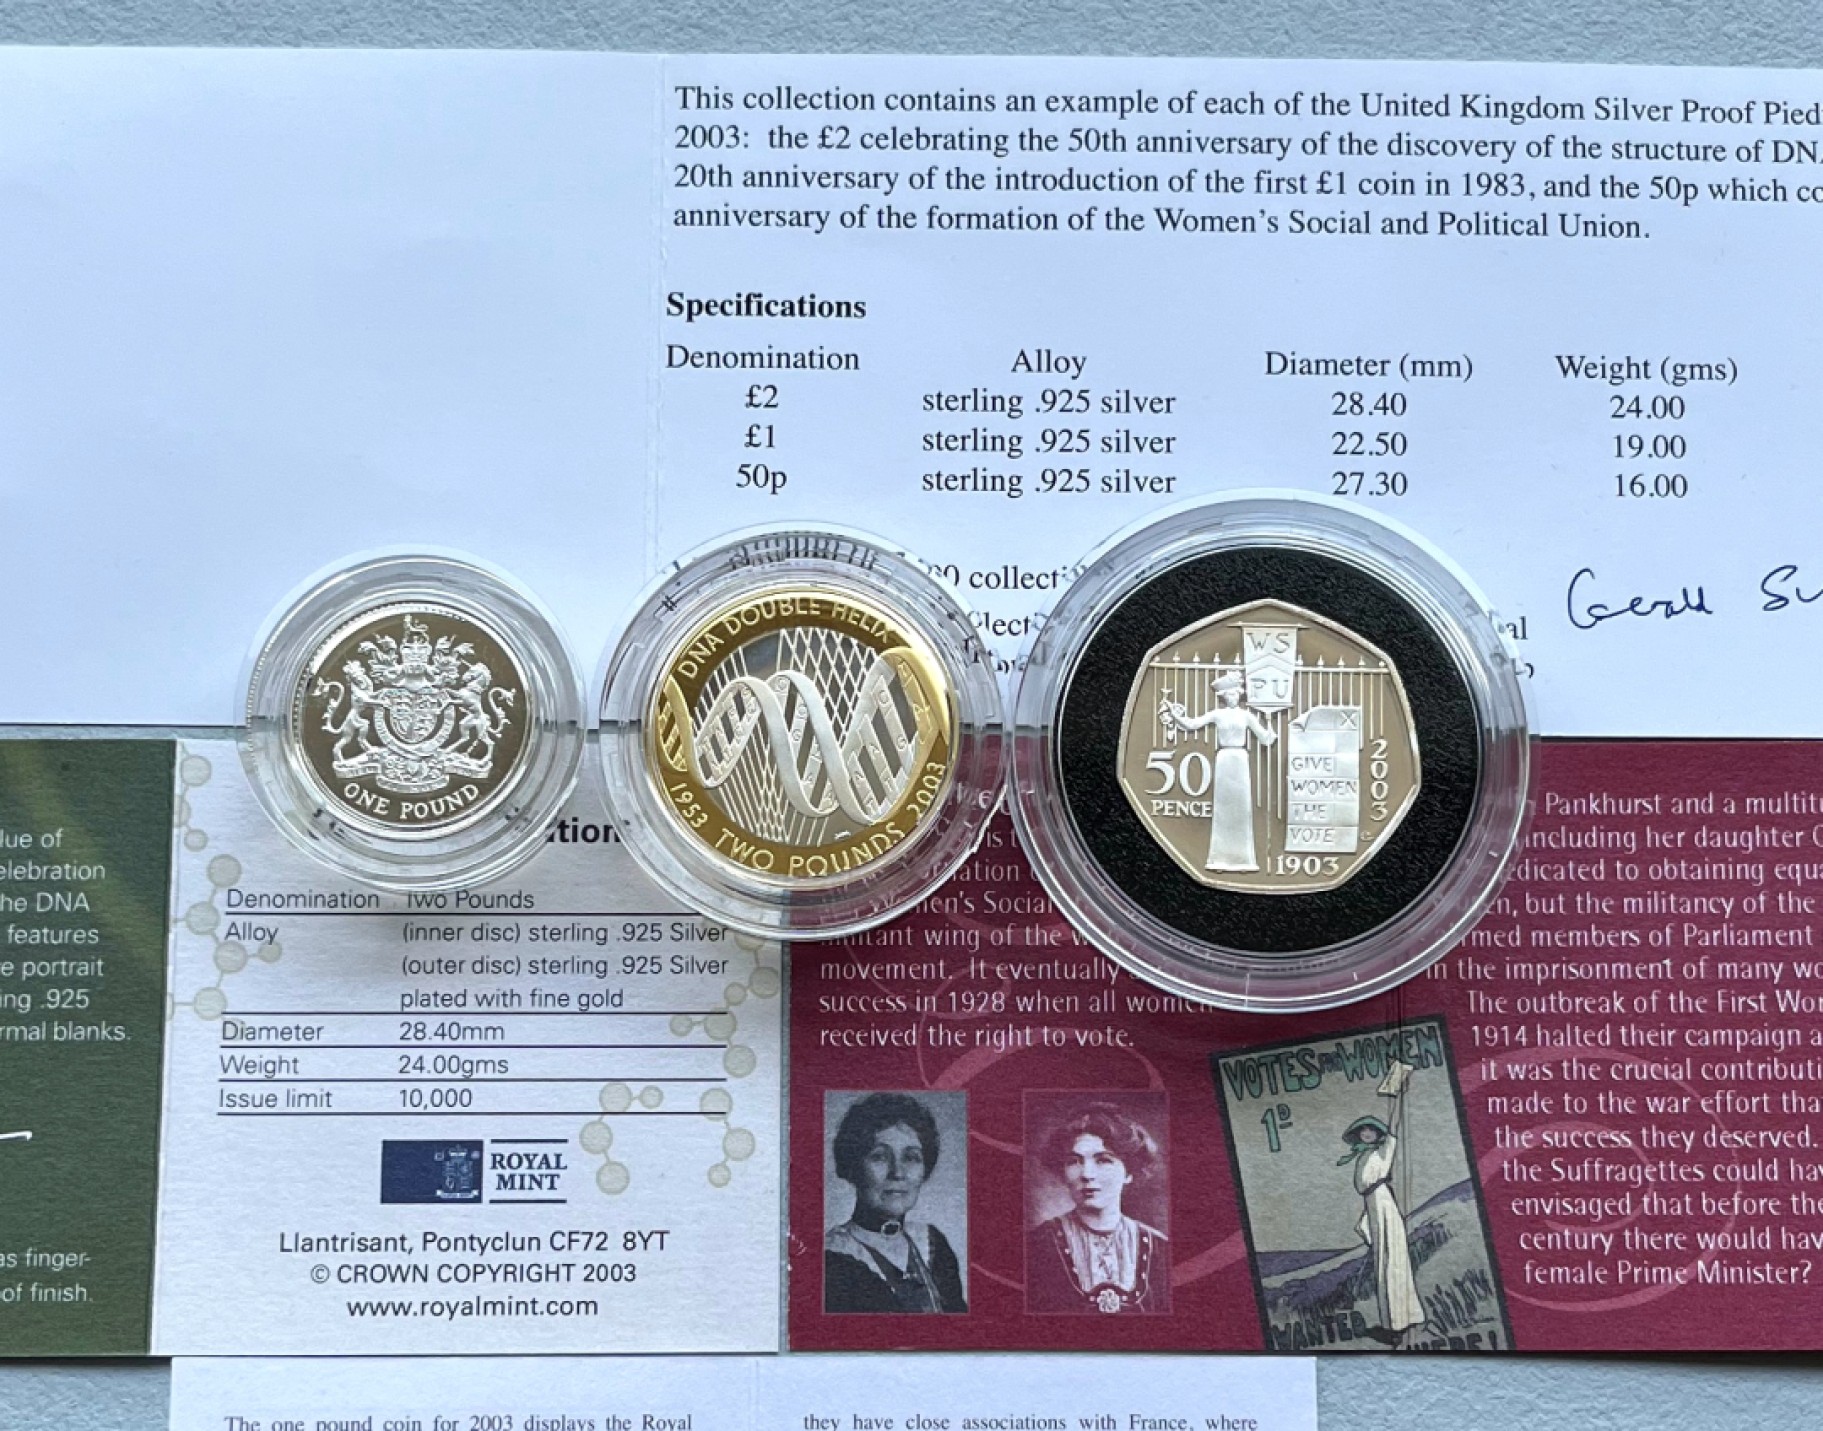 This collection contains an example of each of the United Kingdom Silver Proof Pied
2003: the £2 celebrating the 50th anniversary of the discovery of the structure of DNA
20th anniversary of the introduction of the first £1 coin in 1983, and the 50p which co
anniversary of the formation of the Women's Social and Political Union.
Specifications
Denomination Alloy Diameter (mm) Weight (gms)
£2 sterling .925 silver 28.40 24.00
£1 sterling .925 silver 22.50 19.00
50p sterling .925 silver 27.30 16.00
collect
Gerald
ONE POUND
DNA DOUBLE HELIX
1953 TWO POUNDS 2003
WS
PU
50
PENCE
X
GIVE
WOMEN
THE
VOTE
2003
1903
lue of
elebration
he DNA
features
e portrait
ing .925
rmal blanks.
as finger-
of finish.
tion
Denomination Two Pounds
Alloy (inner disc) sterling .925 Silver
(outer disc) sterling .925 Silver
plated with fine gold
Diameter 28.40mm
Weight 24.00gms
Issue limit 10,000
ROYAL
MINT
Llantrisant, Pontyclun CF72 8YT
© CROWN COPYRIGHT 2003
www.royalmint.com
is
ation
en's Social
militant wing of the
movement. It eventually
success in 1928 when all women
received the right to vote.
Pankhurst and a multitu
including her daughter C
edicated to obtaining equa
en, but the militancy of the
rmed members of Parliament
in the imprisonment of many wo
The outbreak of the First Wor
1914 halted their campaign a
it was the crucial contributi
made to the war effort tha
the success they deserved.
the Suffragettes could hav
envisaged that before the
century there would hav
female Prime Minister?
VOTES FOR WOMEN
1D
WANTED
The one pound coin for 2003 displays the Royal
they have close associations with France, where